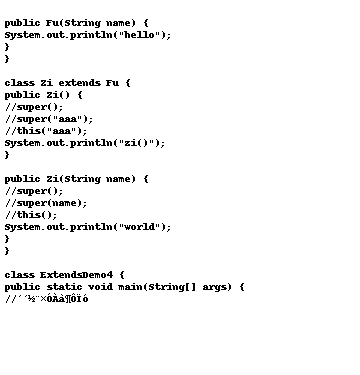 public Fu(String name) {
System.out.println("hello");
}
}
class Zi extends Fu {
public Zi() {
//super();
//super("aaa");
//this("aaa");
System.out.println("zi()");
}
public Zi(String name) {
//super();
//super(name);
//this();
System.out.println("world");
}
}
class ExtendsDemo4 {
public static void main(String[] args) {
//´´½¨×ÓÀà¶ÔÏó